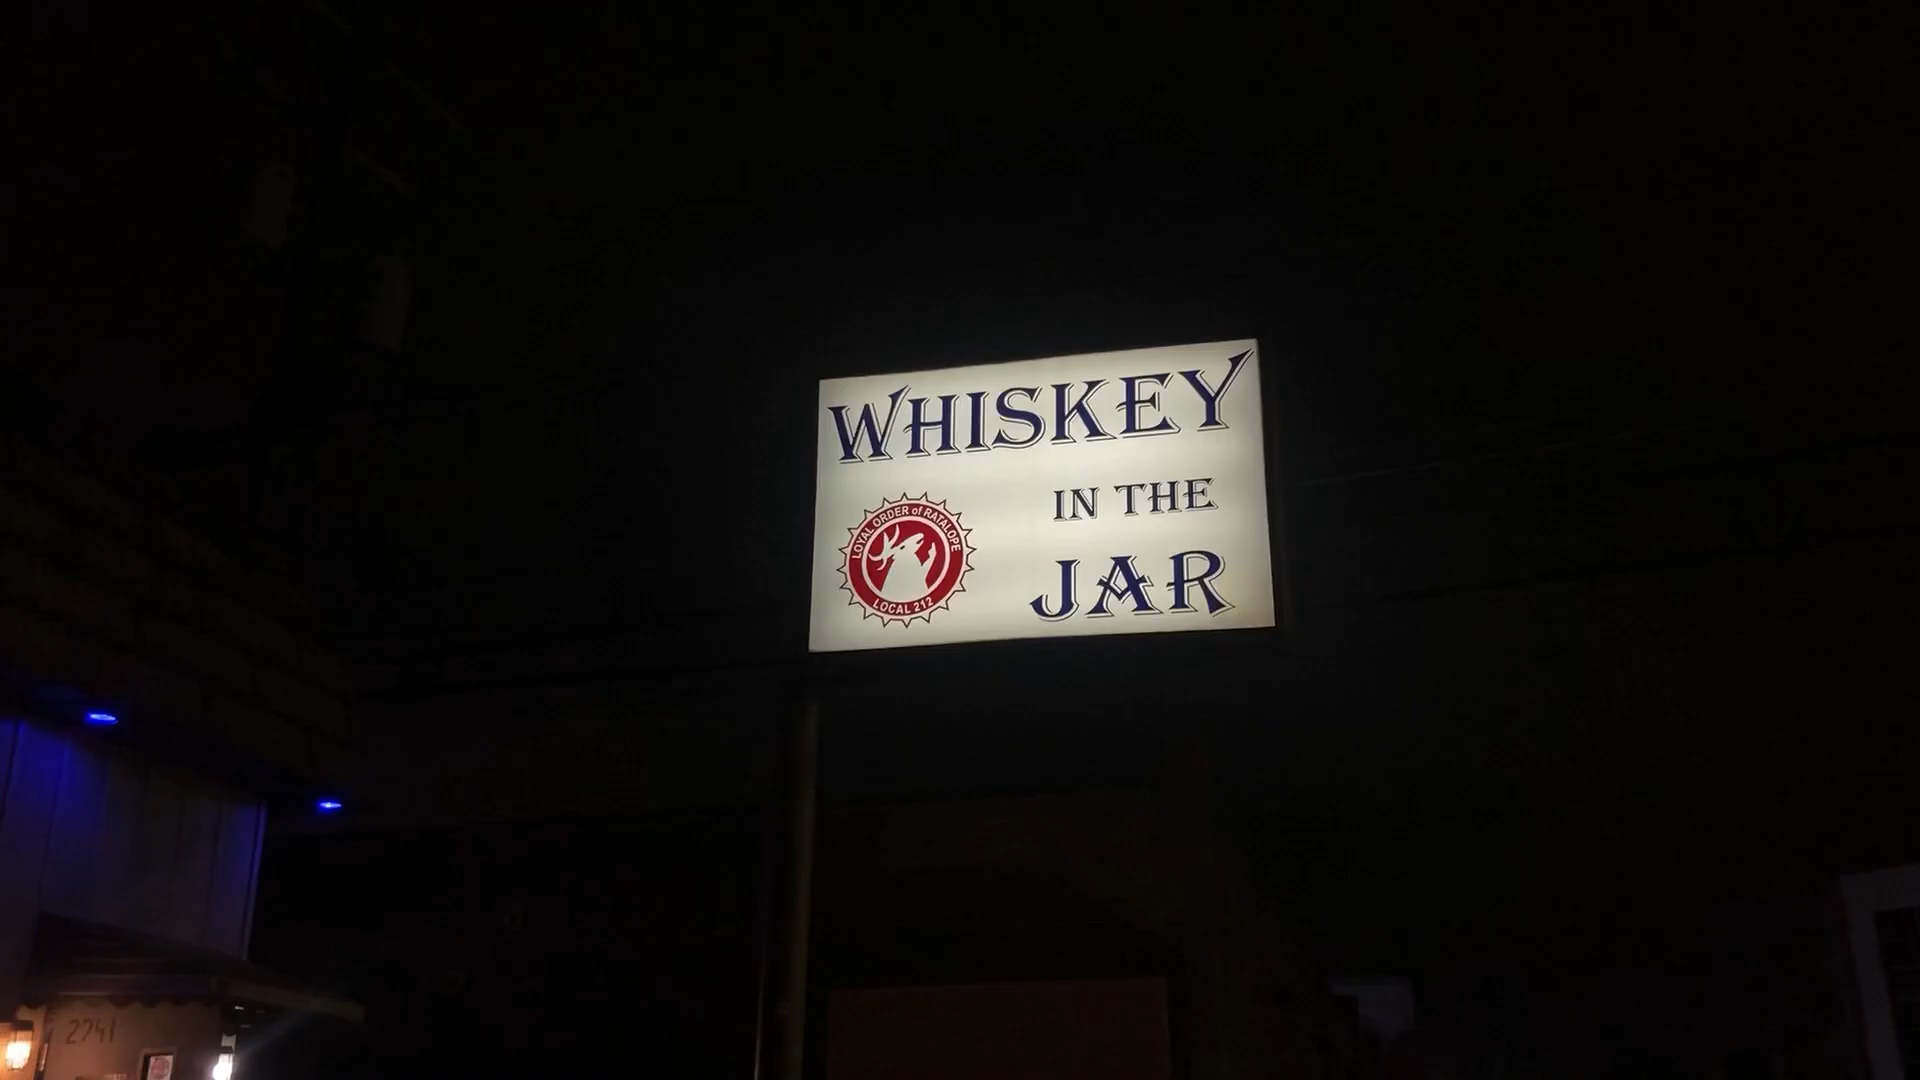 WHISKEY
IN THE
JAR
LOYAL ORDER of RATALOPE
LOCAL 212
2741